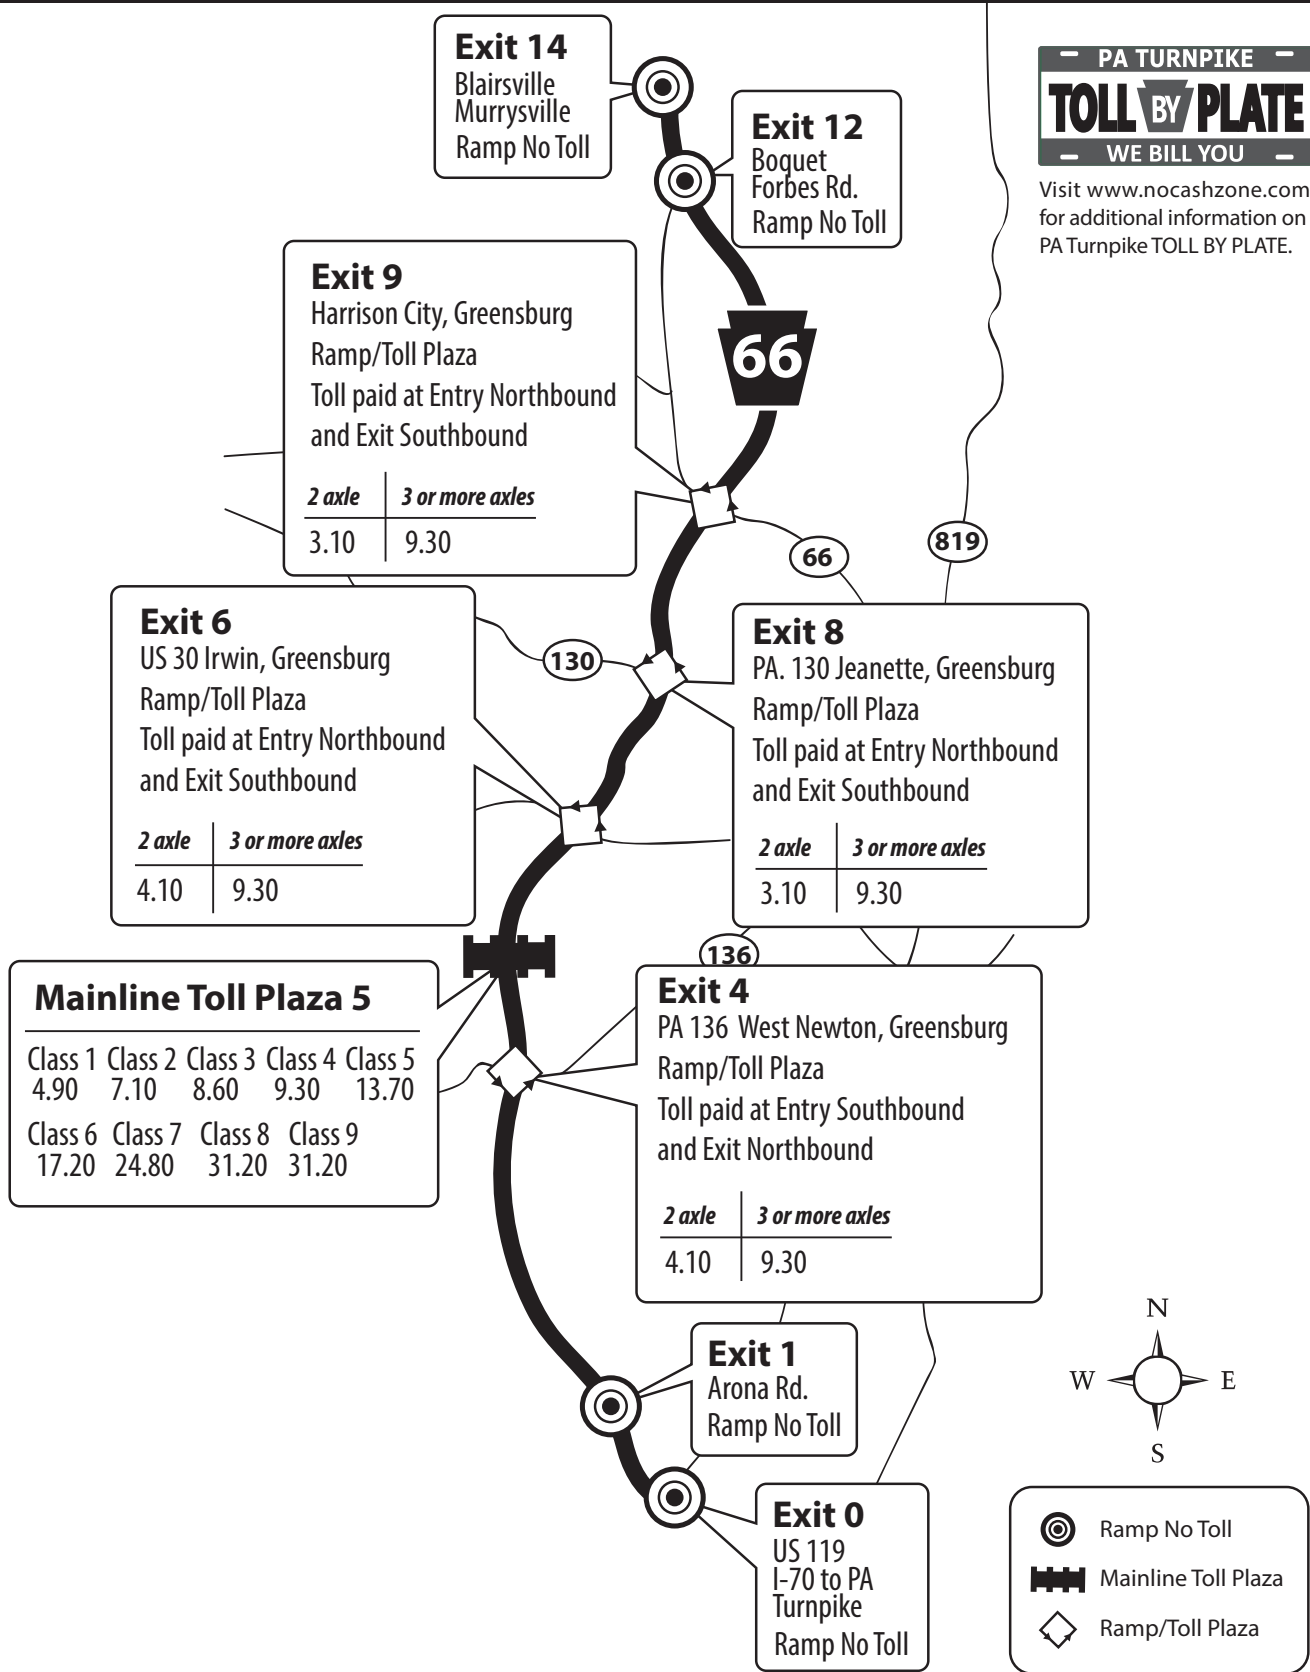 Exit 14
Blairsville
Murrysville
Ramp No Toll
PA TURNPIKE
TOLL BY PLATE
WE BILL YOU
Visit www.nocashzone.com
for additional information on
PA Turnpike TOLL BY PLATE.
Exit 12
Boquet
Forbes Rd.
Ramp No Toll
Exit 9
Harrison City, Greensburg
Ramp/Toll Plaza
Toll paid at Entry Northbound
and Exit Southbound
2 axle 3 or more axles
3.10 9.30
66
66
819
130
Exit 6
US 30 Irwin, Greensburg
Ramp/Toll Plaza
Toll paid at Entry Northbound
and Exit Southbound
2 axle 3 or more axles
4.10 9.30
Exit 8
PA. 130 Jeanette, Greensburg
Ramp/Toll Plaza
Toll paid at Entry Northbound
and Exit Southbound
2 axle 3 or more axles
3.10 9.30
136
Mainline Toll Plaza 5
Class 1 Class 2 Class 3 Class 4 Class 5
4.90 7.10 8.60 9.30 13.70
Class 6 Class 7 Class 8 Class 9
17.20 24.80 31.20 31.20
Exit 4
PA 136 West Newton, Greensburg
Ramp/Toll Plaza
Toll paid at Entry Southbound
and Exit Northbound
2 axle 3 or more axles
4.10 9.30
Exit 1
Arona Rd.
Ramp No Toll
Exit 0
US 119
I-70 to PA
Turnpike
Ramp No Toll
N
W E
S
Ramp No Toll
Mainline Toll Plaza
Ramp/Toll Plaza